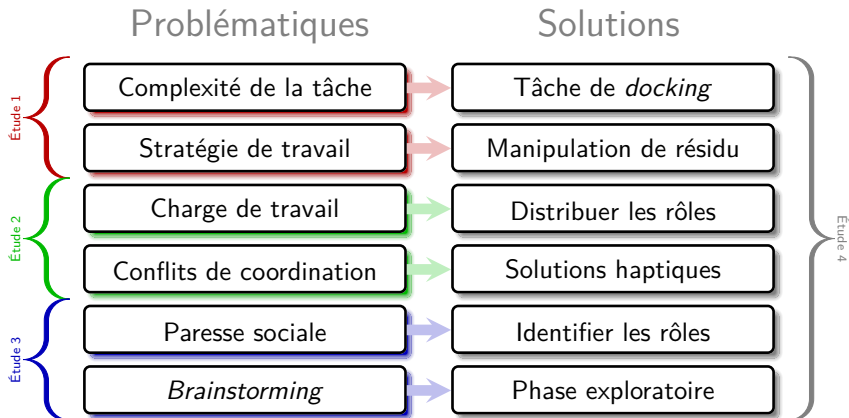 Problématiques
Solutions
Étude 1
Complexité de la tâche
Tâche de docking
Stratégie de travail
Manipulation de résidu
Étude 2
Charge de travail
Distribuer les rôles
Conflits de coordination
Solutions haptiques
Étude 3
Paresse sociale
Identifier les rôles
Brainstorming
Phase exploratoire
Étude 4